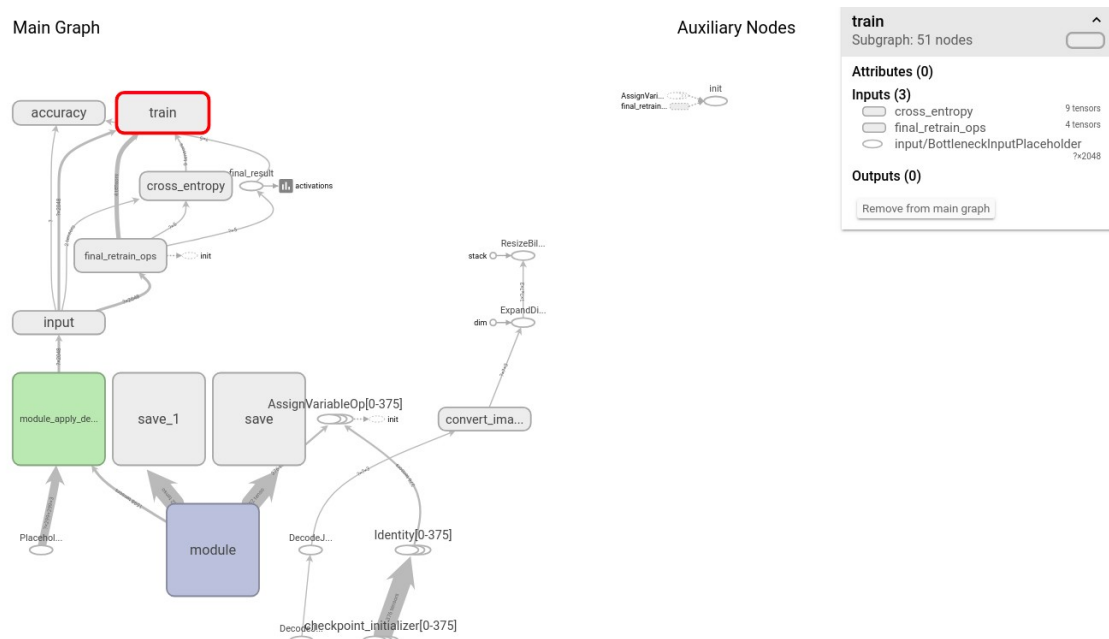 Main Graph
Auxiliary Nodes
train
Subgraph: 51 nodes
Attributes (0)
Inputs (3)
cross_entropy
9 tensors
final_retrain_ops
4 tensors
input/BottleneckInputPlaceholder
?×2048
Outputs (0)
Remove from main graph
init
AssignVari...
final_retrain...
accuracy
train
final_result
cross_entropy
activations
final_retrain_ops
init
ResizeBil...
stack
ExpandDi...
dim
input
module_apply_de...
save_1
save
AssignVariableOp[0-375]
init
convert_ima...
Placehol...
module
DecodeJ...
Identity[0-375]
checkpoint_initializer[0-375]